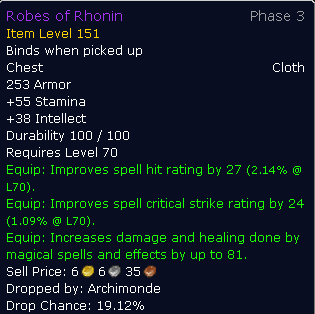 Robes of Rhonin Phase 3
Item Level 151
Binds when picked up
Chest Cloth
253 Armor
+55 Stamina
+38 Intellect
Durability 100 / 100
Requires Level 70
Equip: Improves spell hit rating by 27 (2.14% @
L70).
Equip: Improves spell critical strike rating by 24
(1.09% @ L70).
Equip: Increases damage and healing done by
magical spells and effects by up to 81.
Sell Price: 6 6 35
Dropped by: Archimonde
Drop Chance: 19.12%